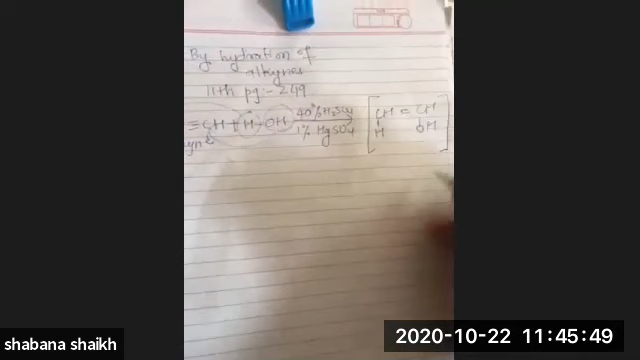 By hydration of
alkynes
11th pg:- 249
≡CH + H-OH 40% H2SO4 [ CH = CH
1% HgSO4 H OH ]
shabana shaikh
2020-10-22 11:45:49